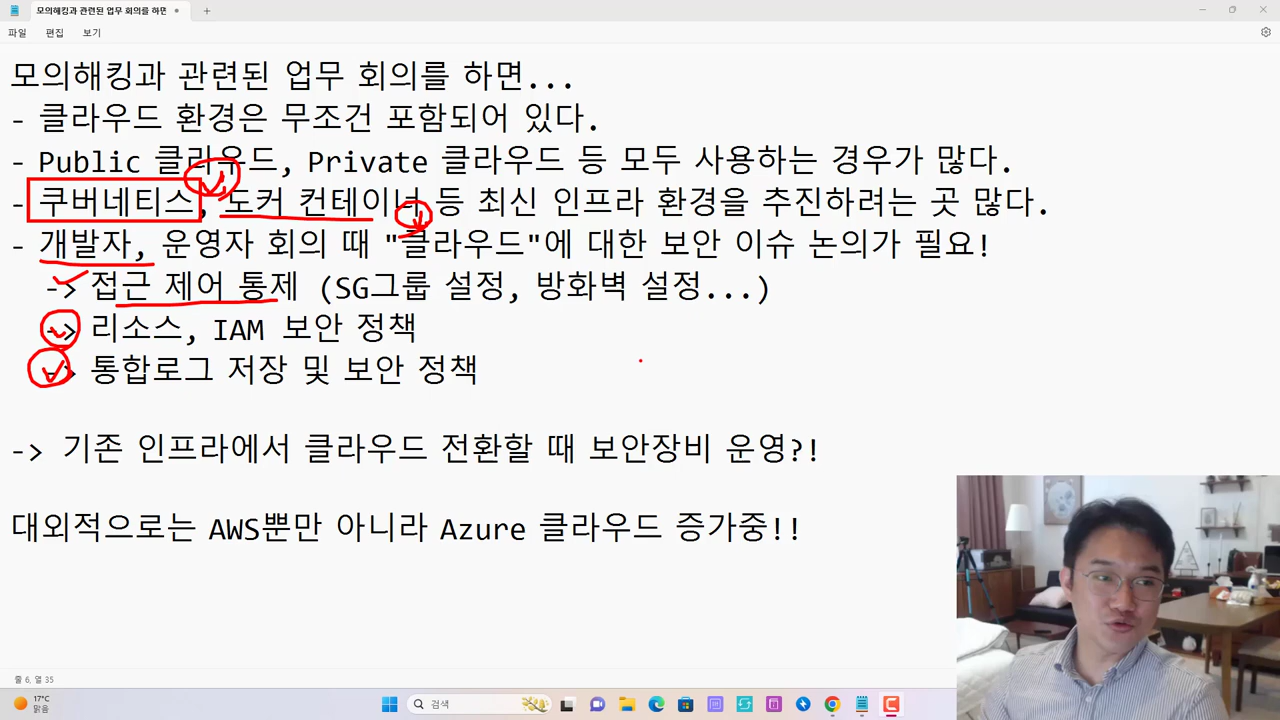 모의해킹과 관련된 업무 회의를 하면
파일 편집 보기
모의해킹과 관련된 업무 회의를 하면...
- 클라우드 환경은 무조건 포함되어 있다.
- Public 클라우드, Private 클라우드 등 모두 사용하는 경우가 많다.
- 쿠버네티스, 도커 컨테이너 등 최신 인프라 환경을 추진하려는 곳 많다.
- 개발자, 운영자 회의 때 "클라우드"에 대한 보안 이슈 논의가 필요!
-> 접근 제어 통제 (SG그룹 설정, 방화벽 설정...)
-> 리소스, IAM 보안 정책
-> 통합로그 저장 및 보안 정책
-> 기존 인프라에서 클라우드 전환할 때 보안장비 운영?!
대외적으로는 AWS뿐만 아니라 Azure 클라우드 증가중!!
줄 6, 열 35
17°C
맑음
검색